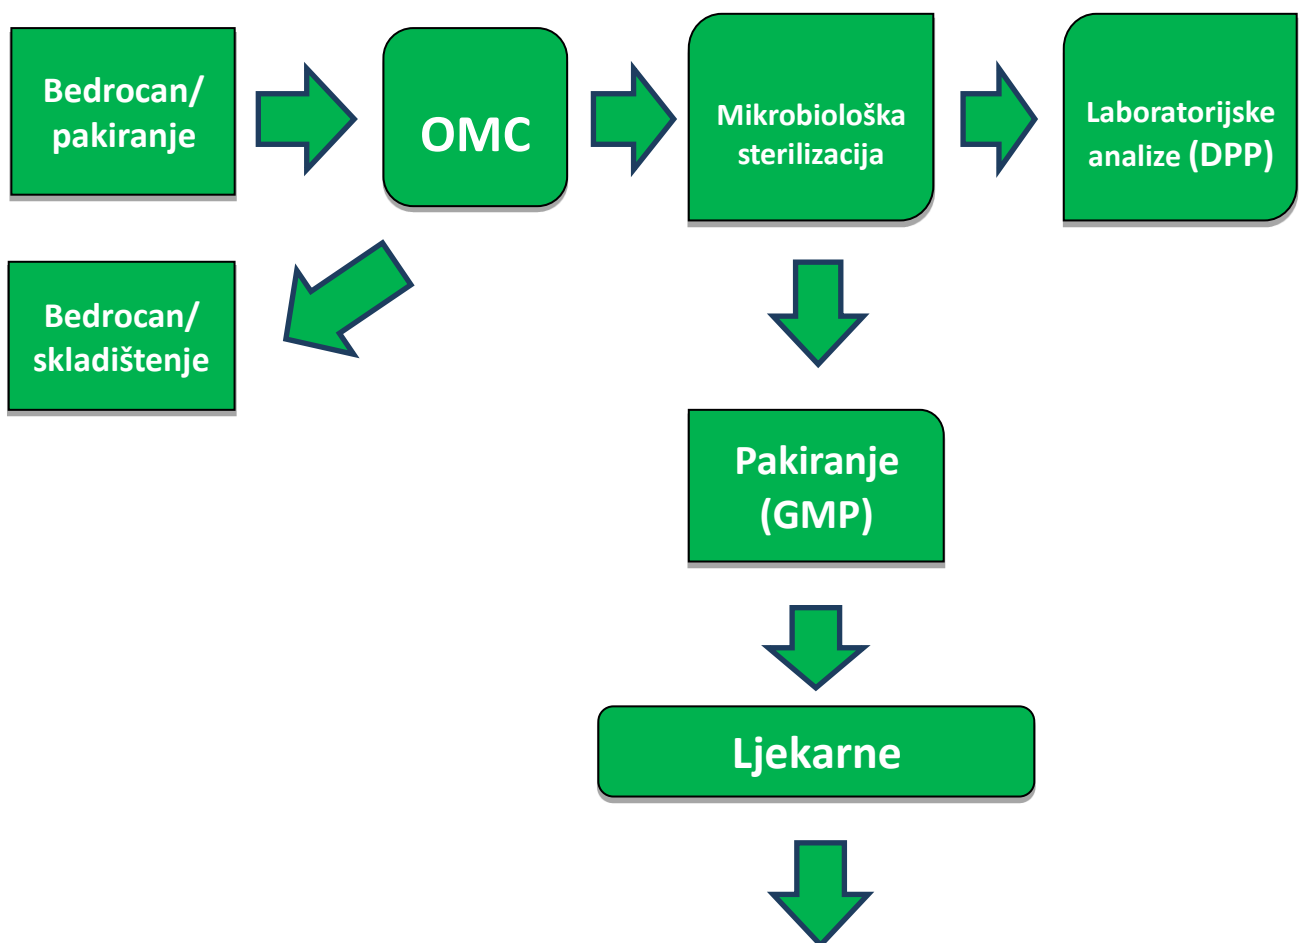 Bedrocan/
pakiranje
OMC
Mikrobiološka
sterilizacija
Laboratorijske
analize (DPP)
Bedrocan/
skladištenje
Pakiranje
(GMP)
Ljekarne